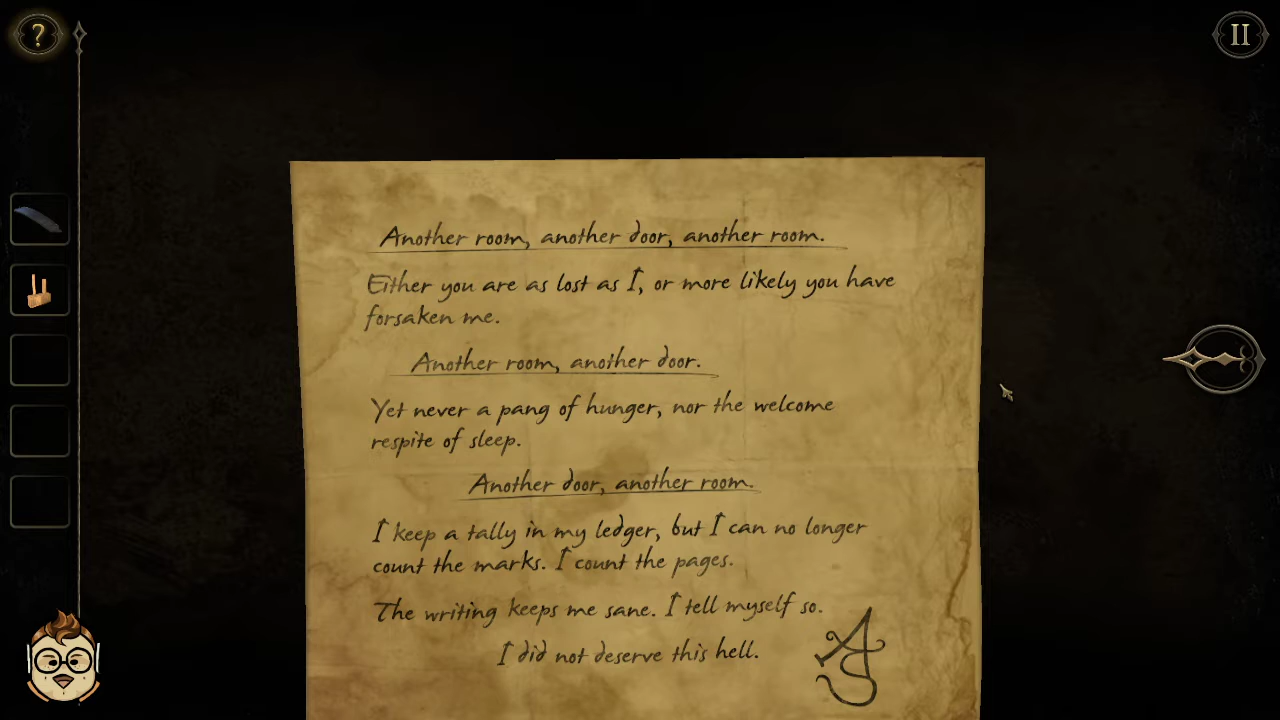 ?
II
Another room, another door, another room.
Either you are as lost as I, or more likely you have
forsaken me.
Another room, another door.
Yet never a pang of hunger, nor the welcome
respite of sleep.
Another door, another room.
I keep a tally in my ledger, but I can no longer
count the marks. I count the pages.
The writing keeps me sane. I tell myself so.
I did not deserve this hell.
AS